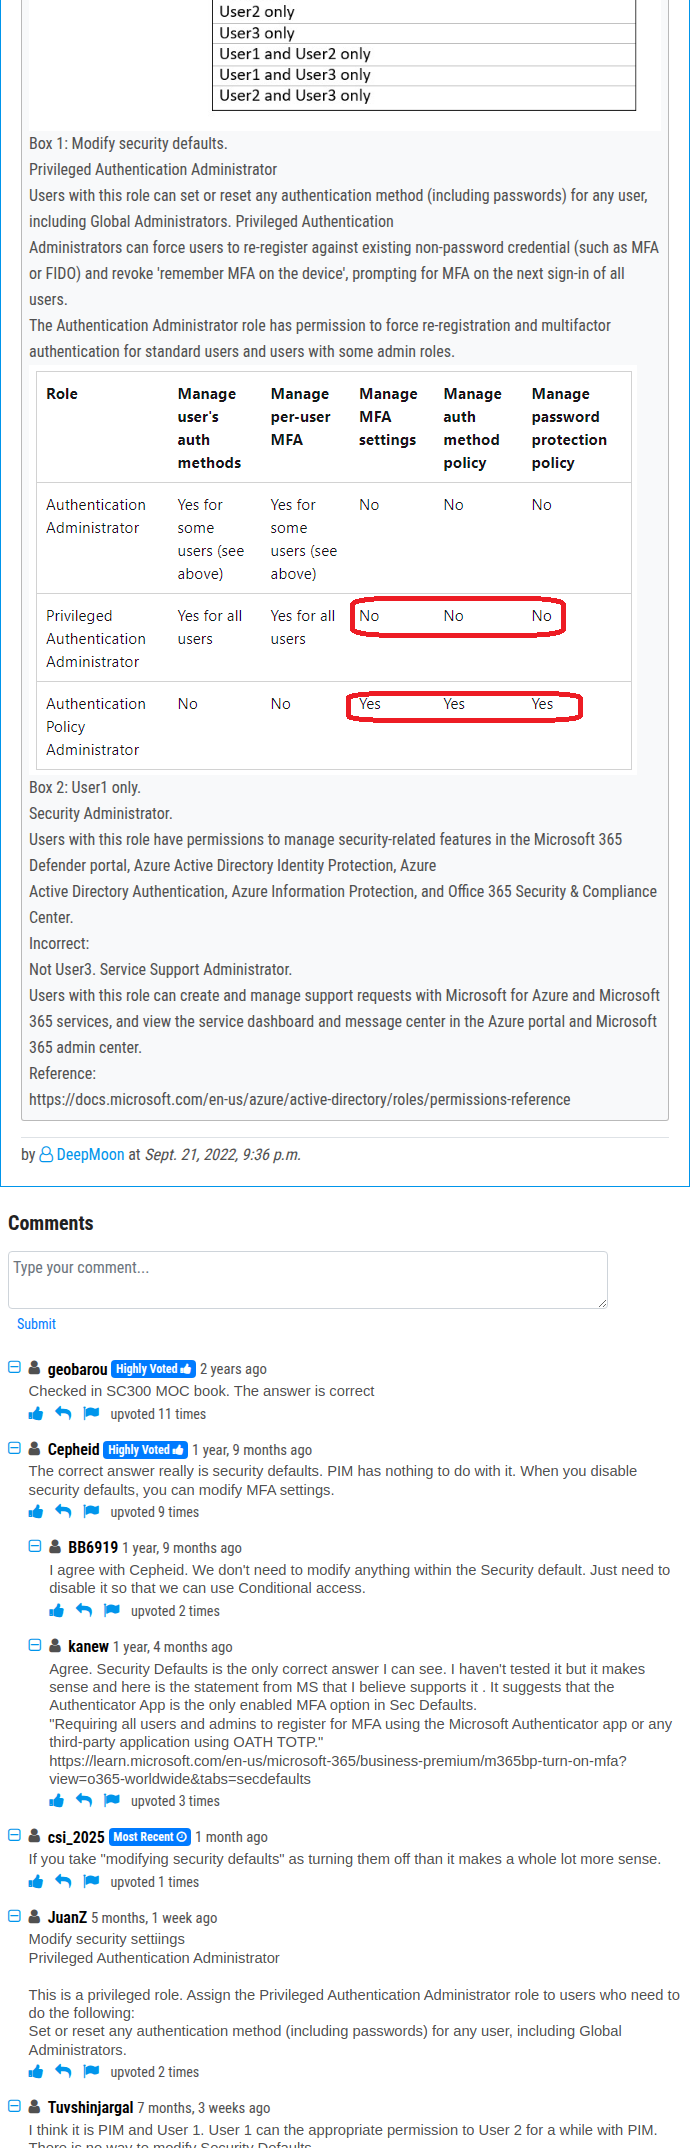 User2 only
User3 only
User1 and User2 only
User1 and User3 only
User2 and User3 only
Box 1: Modify security defaults.
Privileged Authentication Administrator
Users with this role can set or reset any authentication method (including passwords) for any user,
including Global Administrators. Privileged Authentication
Administrators can force users to re-register against existing non-password credential (such as MFA
or FIDO) and revoke 'remember MFA on the device', prompting for MFA on the next sign-in of all
users.
The Authentication Administrator role has permission to force re-registration and multifactor
authentication for standard users and users with some admin roles.
Role Manage Manage Manage Manage Manage
user's per-user MFA auth password
auth MFA settings method protection
methods policy policy
Authentication Yes for Yes for No No No
Administrator some some
users (see users (see
above) above)
Privileged Yes for all Yes for all No No No
Authentication users users
Administrator
Authentication No No Yes Yes Yes
Policy
Administrator
Box 2: User1 only.
Security Administrator.
Users with this role have permissions to manage security-related features in the Microsoft 365
Defender portal, Azure Active Directory Identity Protection, Azure
Active Directory Authentication, Azure Information Protection, and Office 365 Security & Compliance
Center.
Incorrect:
Not User3. Service Support Administrator.
Users with this role can create and manage support requests with Microsoft for Azure and Microsoft
365 services, and view the service dashboard and message center in the Azure portal and Microsoft
365 admin center.
Reference:
https://docs.microsoft.com/en-us/azure/active-directory/roles/permissions-reference
by DeepMoon at Sept. 21, 2022, 9:36 p.m.
Comments
Type your comment...
Submit
geobarou Highly Voted 2 years ago
Checked in SC300 MOC book. The answer is correct
upvoted 11 times
Cepheid Highly Voted 1 year, 9 months ago
The correct answer really is security defaults. PIM has nothing to do with it. When you disable
security defaults, you can modify MFA settings.
upvoted 9 times
BB6919 1 year, 9 months ago
I agree with Cepheid. We don't need to modify anything within the Security default. Just need to
disable it so that we can use Conditional access.
upvoted 2 times
kanew 1 year, 4 months ago
Agree. Security Defaults is the only correct answer I can see. I haven't tested it but it makes
sense and here is the statement from MS that I believe supports it . It suggests that the
Authenticator App is the only enabled MFA option in Sec Defaults.
"Requiring all users and admins to register for MFA using the Microsoft Authenticator app or any
third-party application using OATH TOTP."
https://learn.microsoft.com/en-us/microsoft-365/business-premium/m365bp-turn-on-mfa?
view=o365-worldwide&tabs=secdefaults
upvoted 3 times
csi_2025 Most Recent 1 month ago
If you take "modifying security defaults" as turning them off than it makes a whole lot more sense.
upvoted 1 times
JuanZ 5 months, 1 week ago
Modify security settiings
Privileged Authentication Administrator
This is a privileged role. Assign the Privileged Authentication Administrator role to users who need to
do the following:
Set or reset any authentication method (including passwords) for any user, including Global
Administrators.
upvoted 2 times
Tuvshinjargal 7 months, 3 weeks ago
I think it is PIM and User 1. User 1 can the appropriate permission to User 2 for a while with PIM.
There is no way to modify Security Defaults